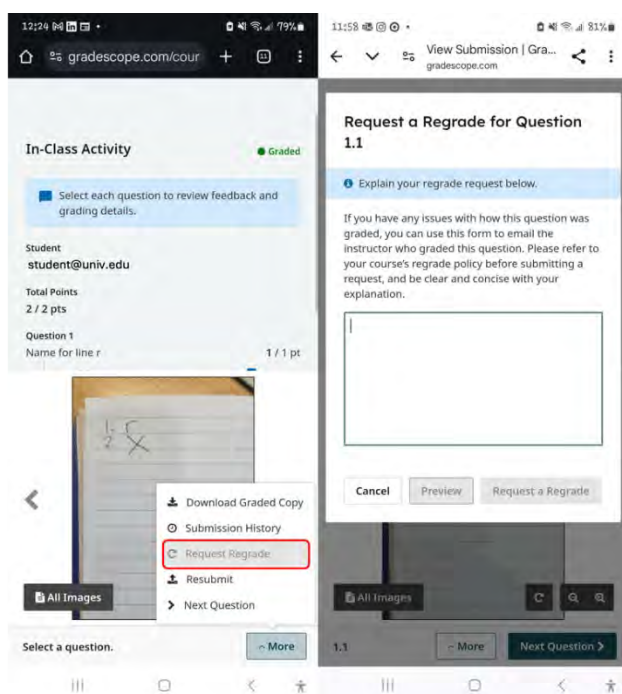 12:24
79%
gradescope.com/cour
11
In-Class Activity
Graded
Select each question to review feedback and
grading details.
Student
student@univ.edu
Total Points
2 / 2 pts
Question 1
Name for line r
1 / 1 pt
1. r
2 X
Download Graded Copy
Submission History
Request Regrade
Resubmit
Next Question
All Images
Select a question.
More
11:58
81%
View Submission | Gra...
gradescope.com
Request a Regrade for Question
1.1
Explain your regrade request below.
If you have any issues with how this question was
graded, you can use this form to email the
instructor who graded this question. Please refer to
your course's regrade policy before submitting a
request, and be clear and concise with your
explanation.
Cancel
Preview
Request a Regrade
All Images
1.1
More
Next Question